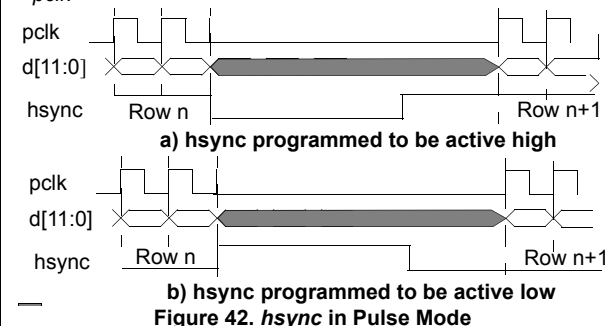 pclk
pclk
d[11:0]
hsync Row n Row n+1
a) hsync programmed to be active high
pclk
d[11:0]
hsync Row n Row n+1
b) hsync programmed to be active low
Figure 42. hsync in Pulse Mode